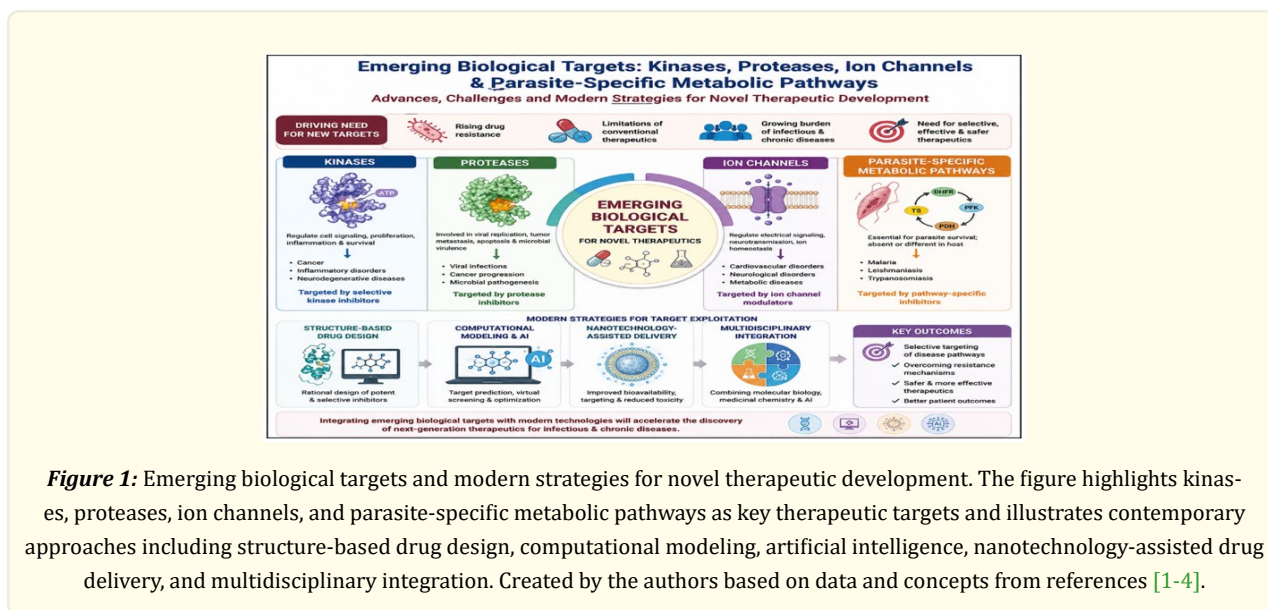 Emerging Biological Targets: Kinases, Proteases, Ion Channels
& Parasite-Specific Metabolic Pathways
Advances, Challenges and Modern Strategies for Novel Therapeutic Development
DRIVING NEED
FOR NEW TARGETS
Rising drug
resistance
Limitations of
conventional
therapeutics
Growing burden
of infectious &
chronic diseases
Need for selective,
effective & safer
therapeutics
KINASES
ATP
Regulate cell signaling, proliferation,
inflammation & survival
• Cancer
• Inflammatory disorders
• Neurodegenerative diseases
Targeted by selective
kinase inhibitors
PROTEASES
Involved in viral replication, tumor
metastasis, apoptosis & microbial
virulence
• Viral infections
• Cancer progression
• Microbial pathogenesis
Targeted by protease
inhibitors
EMERGING
BIOLOGICAL
TARGETS
FOR NOVEL THERAPEUTICS
ION CHANNELS
Regulate electrical signaling,
neurotransmission, ion
homeostasis
• Cardiovascular disorders
• Neurological disorders
• Metabolic diseases
Targeted by ion channel
modulators
PARASITE-SPECIFIC
METABOLIC PATHWAYS
DHFR
TS
PFK
PDH
Essential for parasite survival;
absent or different in host
• Malaria
• Leishmaniasis
• Trypanosomiasis
Targeted by pathway-specific
inhibitors
MODERN STRATEGIES FOR TARGET EXPLOITATION
STRUCTURE-BASED
DRUG DESIGN
Rational design of potent
& selective inhibitors
COMPUTATIONAL
MODELING & AI
AI
Target prediction, virtual
screening & optimization
NANOTECHNOLOGY-
ASSISTED DELIVERY
Improved bioavailability,
targeting & reduced toxicity
MULTIDISCIPLINARY
INTEGRATION
Combining molecular biology,
medicinal chemistry & AI
KEY OUTCOMES
Selective targeting
of disease pathways
✓ Overcoming resistance
mechanisms
✓ Safer & more effective
therapeutics
✓ Better patient outcomes
Integrating emerging biological targets with modern technologies will accelerate the discovery
of next-generation therapeutics for infectious & chronic diseases.
AI
Figure 1: Emerging biological targets and modern strategies for novel therapeutic development. The figure highlights kinas-
es, proteases, ion channels, and parasite-specific metabolic pathways as key therapeutic targets and illustrates contemporary
approaches including structure-based drug design, computational modeling, artificial intelligence, nanotechnology-assisted drug
delivery, and multidisciplinary integration. Created by the authors based on data and concepts from references [1-4].